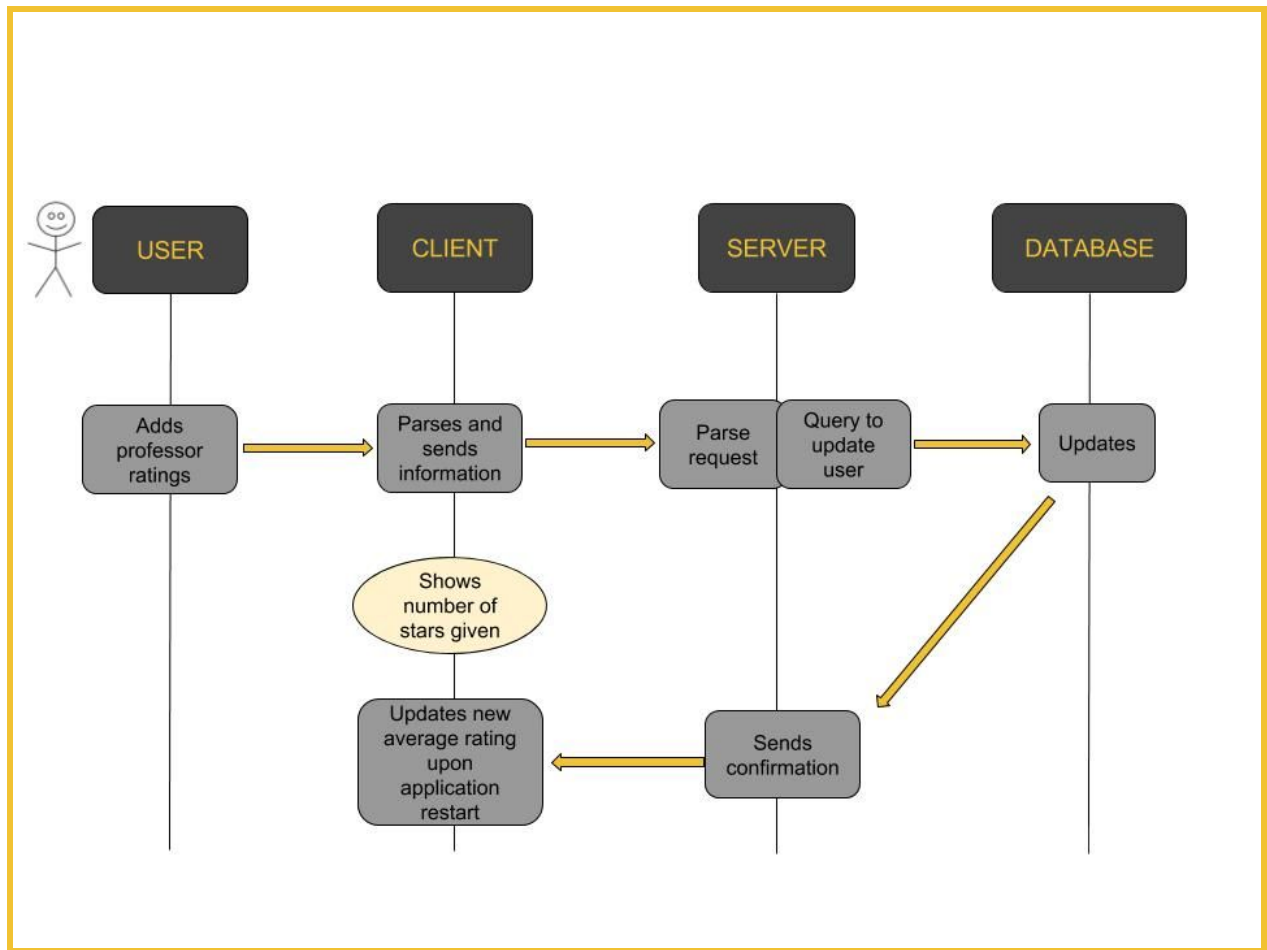 USER
CLIENT
SERVER
DATABASE
Adds
professor
ratings
Parses and
sends
information
Parse
request
Query to
update
user
Updates
Shows
number of
stars given
Updates new
average rating
upon
application
restart
Sends
confirmation